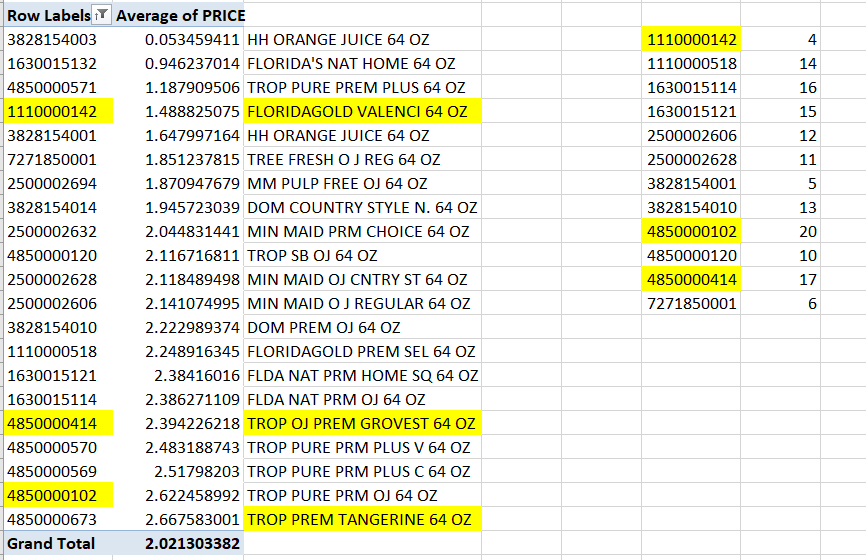 Row Labels Average of PRICE
3828154003 0.053459411 HH ORANGE JUICE 64 OZ 1110000142 4
1630015132 0.946237014 FLORIDA'S NAT HOME 64 OZ 1110000518 14
4850000571 1.187909506 TROP PURE PREM PLUS 64 OZ 1630015114 16
1110000142 1.488825075 FLORIDAGOLD VALENCI 64 OZ 1630015121 15
3828154001 1.647997164 HH ORANGE JUICE 64 OZ 2500002606 12
7271850001 1.851237815 TREE FRESH O J REG 64 OZ 2500002628 11
2500002694 1.870947679 MM PULP FREE OJ 64 OZ 3828154001 5
3828154014 1.945723039 DOM COUNTRY STYLE N. 64 OZ 3828154010 13
2500002632 2.044831441 MIN MAID PRM CHOICE 64 OZ 4850000102 20
4850000120 2.116716811 TROP SB OJ 64 OZ 4850000120 10
2500002628 2.118489498 MIN MAID OJ CNTRY ST 64 OZ 4850000414 17
2500002606 2.141074995 MIN MAID O J REGULAR 64 OZ 7271850001 6
3828154010 2.222989374 DOM PREM OJ 64 OZ
1110000518 2.248916345 FLORIDAGOLD PREM SEL 64 OZ
1630015121 2.38416016 FLDA NAT PRM HOME SQ 64 OZ
1630015114 2.386271109 FLDA NAT PRM OJ 64 OZ
4850000414 2.394226218 TROP OJ PREM GROVEST 64 OZ
4850000570 2.483188743 TROP PURE PRM PLUS V 64 OZ
4850000569 2.51798203 TROP PURE PRM PLUS C 64 OZ
4850000102 2.622458992 TROP PURE PRM OJ 64 OZ
4850000673 2.667583001 TROP PREM TANGERINE 64 OZ
Grand Total 2.021303382